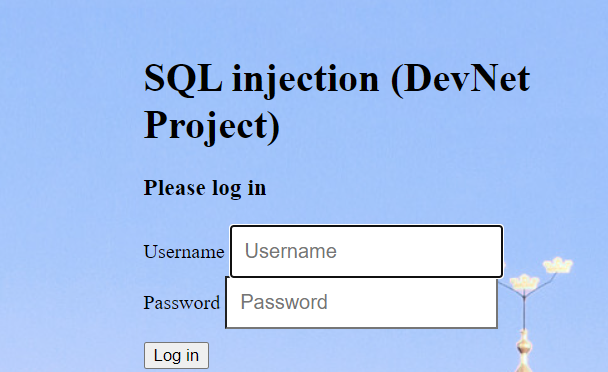 SQL injection (DevNet
Project)
Please log in
Username Username
Password Password
Log in